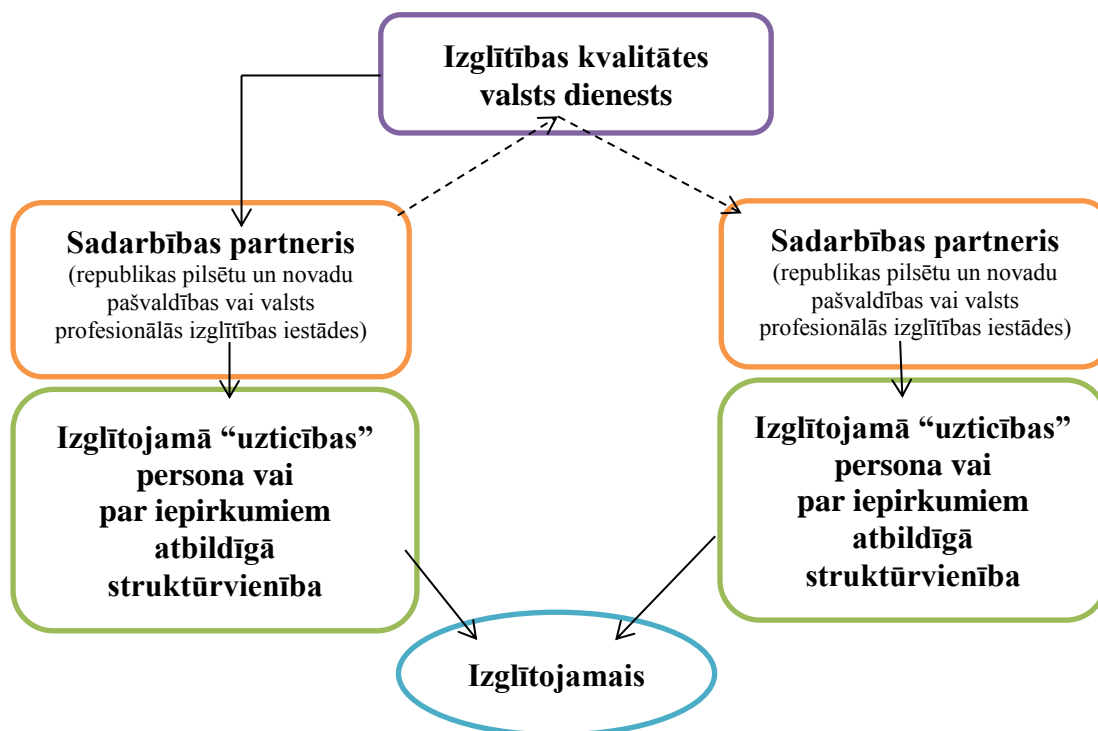 Izglītības kvalitātes
valsts dienests
Sadarbības partneris
(republikas pilsētu un novadu
pašvaldības vai valsts
profesionālās izglītības iestādes)
Sadarbības partneris
(republikas pilsētu un novadu
pašvaldības vai valsts
profesionālās izglītības iestādes)
Izglītojamā “uzticības”
persona vai
par iepirkumiem
atbildīgā
struktūrvienība
Izglītojamā “uzticības”
persona vai
par iepirkumiem
atbildīgā
struktūrvienība
Izglītojamais